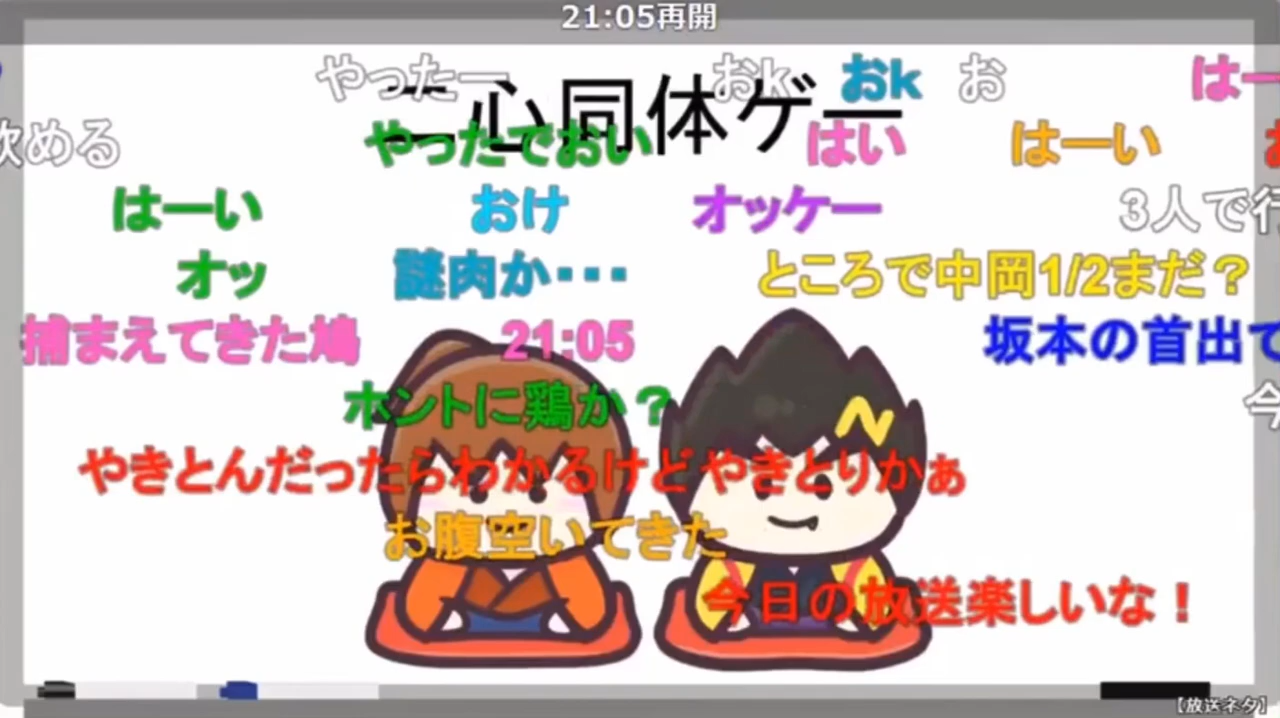 21:05再開
やったー おk おk お はー
二心同体ゲー
飲める やったでおい はい はーい
はーい おけ オッケー 3人で行
オッ 謎肉か・・・ ところで中岡1/2まだ？
捕まえてきた鳩 21:05 坂本の首出て
ホントに鶏か？ 今
やきとんだったらわかるけどやきとりかぁ
お腹空いてきた
今日の放送楽しいな！
【放送ネタ】